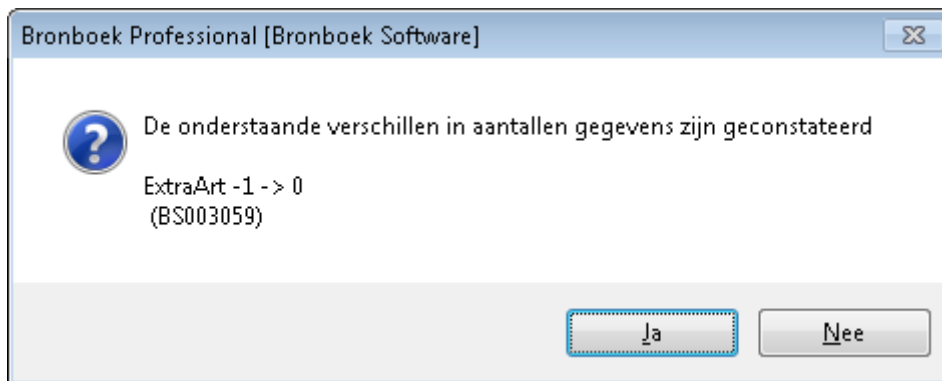 Bronboek Professional [Bronboek Software]
De onderstaande verschillen in aantallen gegevens zijn geconstateerd
ExtraArt -1 -> 0
(BS003059)
Ja
Nee